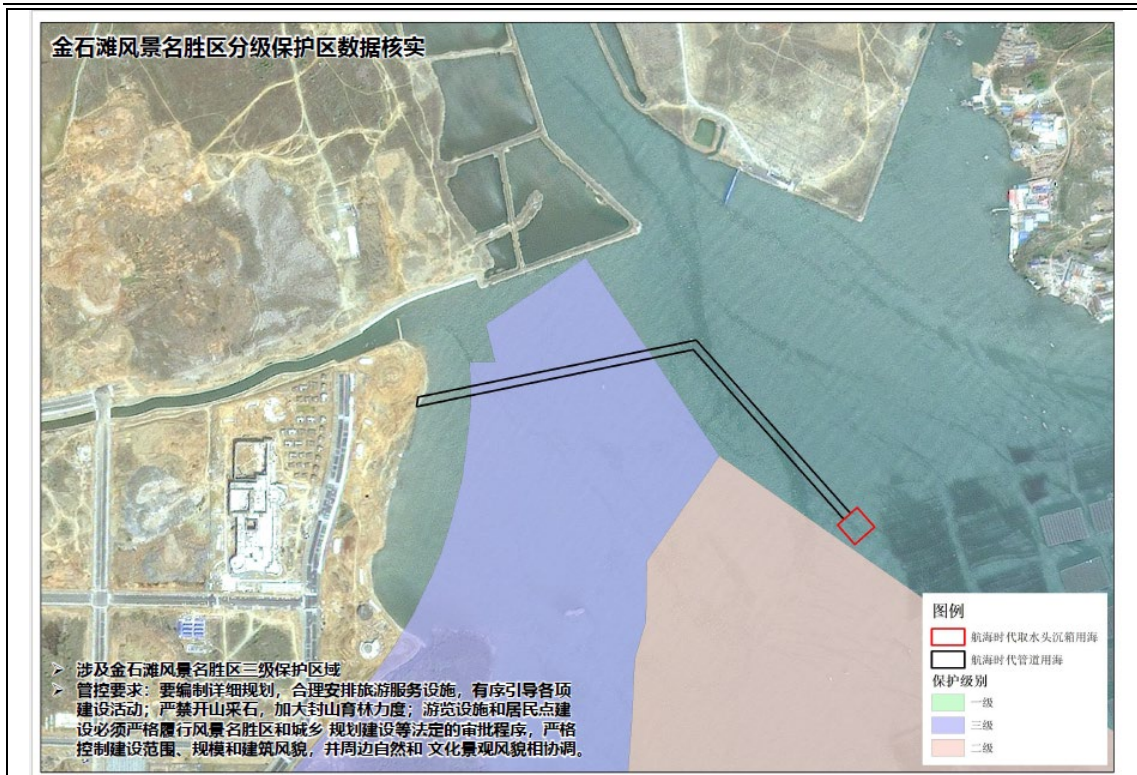 金石滩风景名胜区分级保护区数据核实
➢ 涉及金石滩风景名胜区三级保护区域
➢ 管控要求：要编制详细规划，合理安排旅游服务设施，有序引导各项
建设活动；严禁开山采石，加大封山育林力度；游览设施和居民点建
设必须严格履行风景名胜区和城乡 规划建设等法定的审批程序，严格
控制建设范围、规模和建筑风貌，并周边自然和 文化景观风貌相协调。
图例
航海时代取水头沉箱用海
航海时代管道用海
保护级别
一级
三级
二级